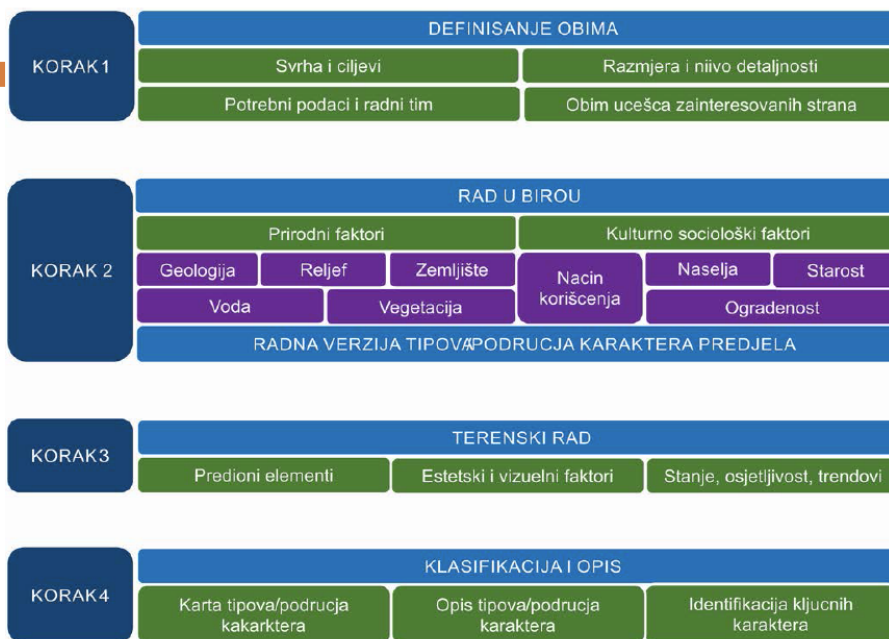 KORAK 1
DEFINISANJE OBIMA
Svrha i ciljevi
Razmjera i niivo detaljnosti
Potrebni podaci i radni tim
Obim ucešca zainteresovanih strana
KORAK 2
RAD U BIROU
Prirodni faktori
Kulturno sociološki faktori
Geologija
Reljef
Zemljište
Nacin
korišcenja
Naselja
Starost
Voda
Vegetacija
Ogradenost
RADNA VERZIJA TIPOVA/PODRUCJA KARAKTERA PREDJELA
KORAK3
TERENSKI RAD
Predioni elementi
Estetski i vizuelni faktori
Stanje, osjetljivost, trendovi
KORAK4
KLASIFIKACIJA I OPIS
Karta tipova/podrucja
kakarktera
Opis tipova/podrucja
karaktera
Identifikacija kljucnih
karaktera